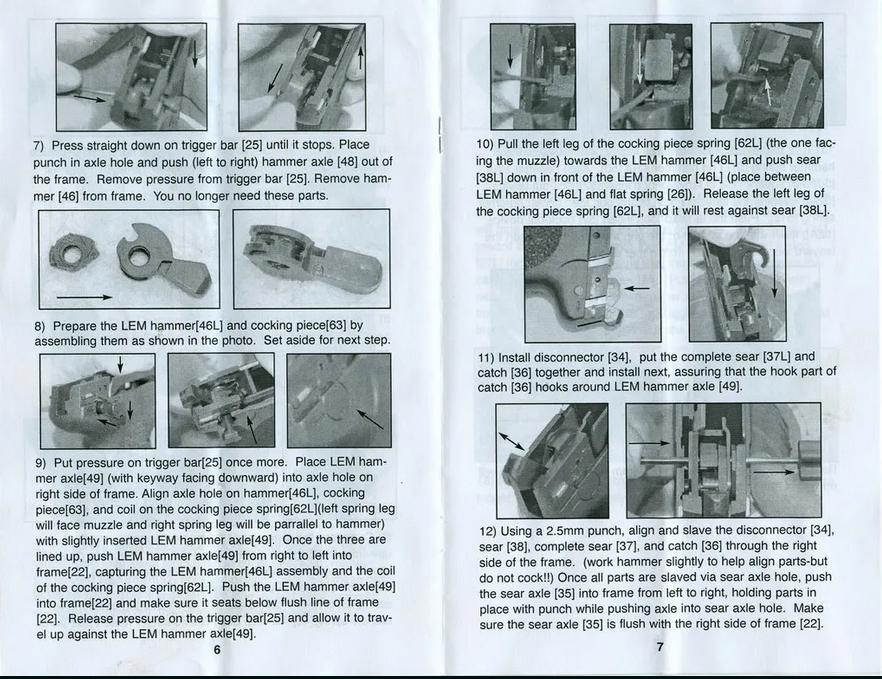 7)  Press straight down on trigger bar [25] until it stops.  Place
punch in axle hole and push (left to right) hammer axle [48] out of
the frame.  Remove pressure from trigger bar [25]. Remove ham-
mer [46] from frame.  You no longer need these parts.
8)  Prepare the LEM hammer[46L] and cocking piece[63] by
assembling them as shown in the photo.  Set aside for next step.
9)  Put pressure on trigger bar[25] once more.  Place LEM ham-
mer axle[49] (with keyway facing downward) into axle hole on
right side of frame. Align axle hole on hammer[46L], cocking
piece[63], and coil on the cocking piece spring[62L](left spring leg
will face muzzle and right spring leg will be parrallel to hammer)
with slightly inserted LEM hammer axle[49].  Once the three are
lined up, push LEM hammer axle[49] from right to left into
frame[22], capturing the LEM hammer[46L] assembly and the coil
of the cocking piece spring[62L].  Push the LEM hammer axle[49]
into frame[22] and make sure it seats below flush line of frame
[22].  Release pressure on the trigger bar[25] and allow it to trav-
el up against the LEM hammer axle[49].
6
10) Pull the left leg of the cocking piece spring [62L] (the one fac-
ing the muzzle) towards the LEM hammer [46L] and push sear
[38L] down in front of the LEM hammer [46L] (place between
LEM hammer [46L] and flat spring [26]).  Release the left leg of
the cocking piece spring [62L], and it will rest against sear [38L].
11) Install disconnector [34],  put the complete sear [37L] and
catch [36] together and install next, assuring that the hook part of
catch [36] hooks around LEM hammer axle [49].
12) Using a 2.5mm punch, align and slave the disconnector [34],
sear [38], complete sear [37], and catch [36] through the right
side of the frame.  (work hammer slightly to help align parts-but
do not cock!!) Once all parts are slaved via sear axle hole, push
the sear axle [35] into frame from left to right, holding parts in
place with punch while pushing axle into sear axle hole.  Make
sure the sear axle [35] is flush with the right side of frame [22].
7